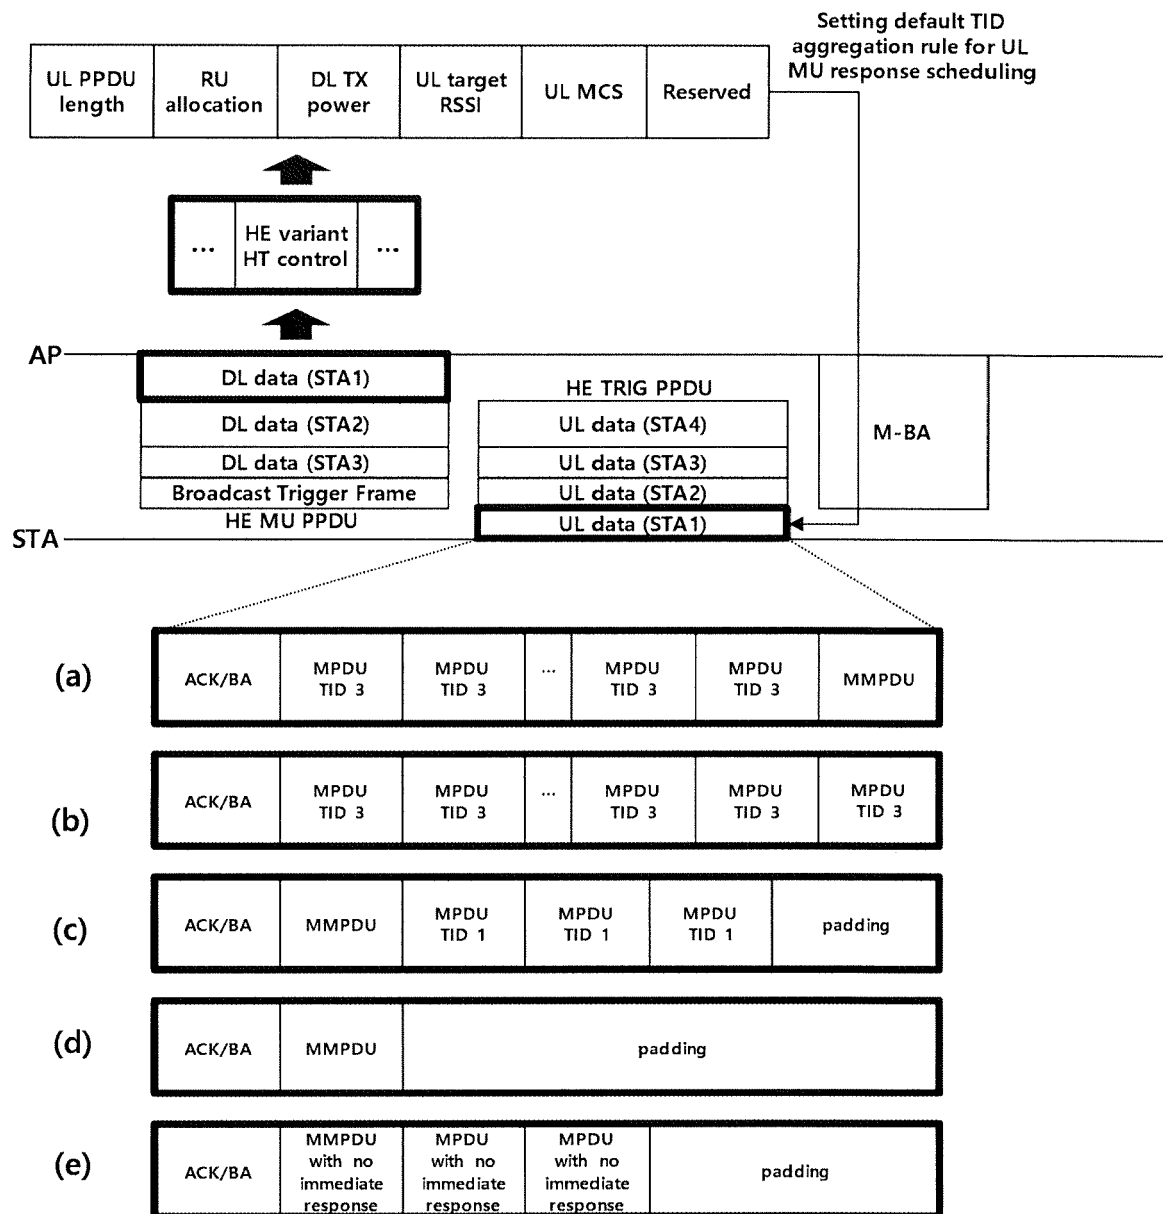 Setting default TID
aggregation rule for UL
MU response scheduling
UL PPDU
length
RU
allocation
DL TX
power
UL target
RSSI
UL MCS
Reserved
...
HE variant
HT control
...
AP
DL data (STA1)
DL data (STA2)
DL data (STA3)
Broadcast Trigger Frame
HE MU PPDU
HE TRIG PPDU
UL data (STA4)
UL data (STA3)
UL data (STA2)
UL data (STA1)
M-BA
STA
(a)
ACK/BA
MPDU
TID 3
MPDU
TID 3
...
MPDU
TID 3
MPDU
TID 3
MMPDU
(b)
ACK/BA
MPDU
TID 3
MPDU
TID 3
...
MPDU
TID 3
MPDU
TID 3
MPDU
TID 3
(c)
ACK/BA
MMPDU
MPDU
TID 1
MPDU
TID 1
MPDU
TID 1
padding
(d)
ACK/BA
MMPDU
padding
(e)
ACK/BA
MMPDU
with no
immediate
response
MPDU
with no
immediate
response
MPDU
with no
immediate
response
padding